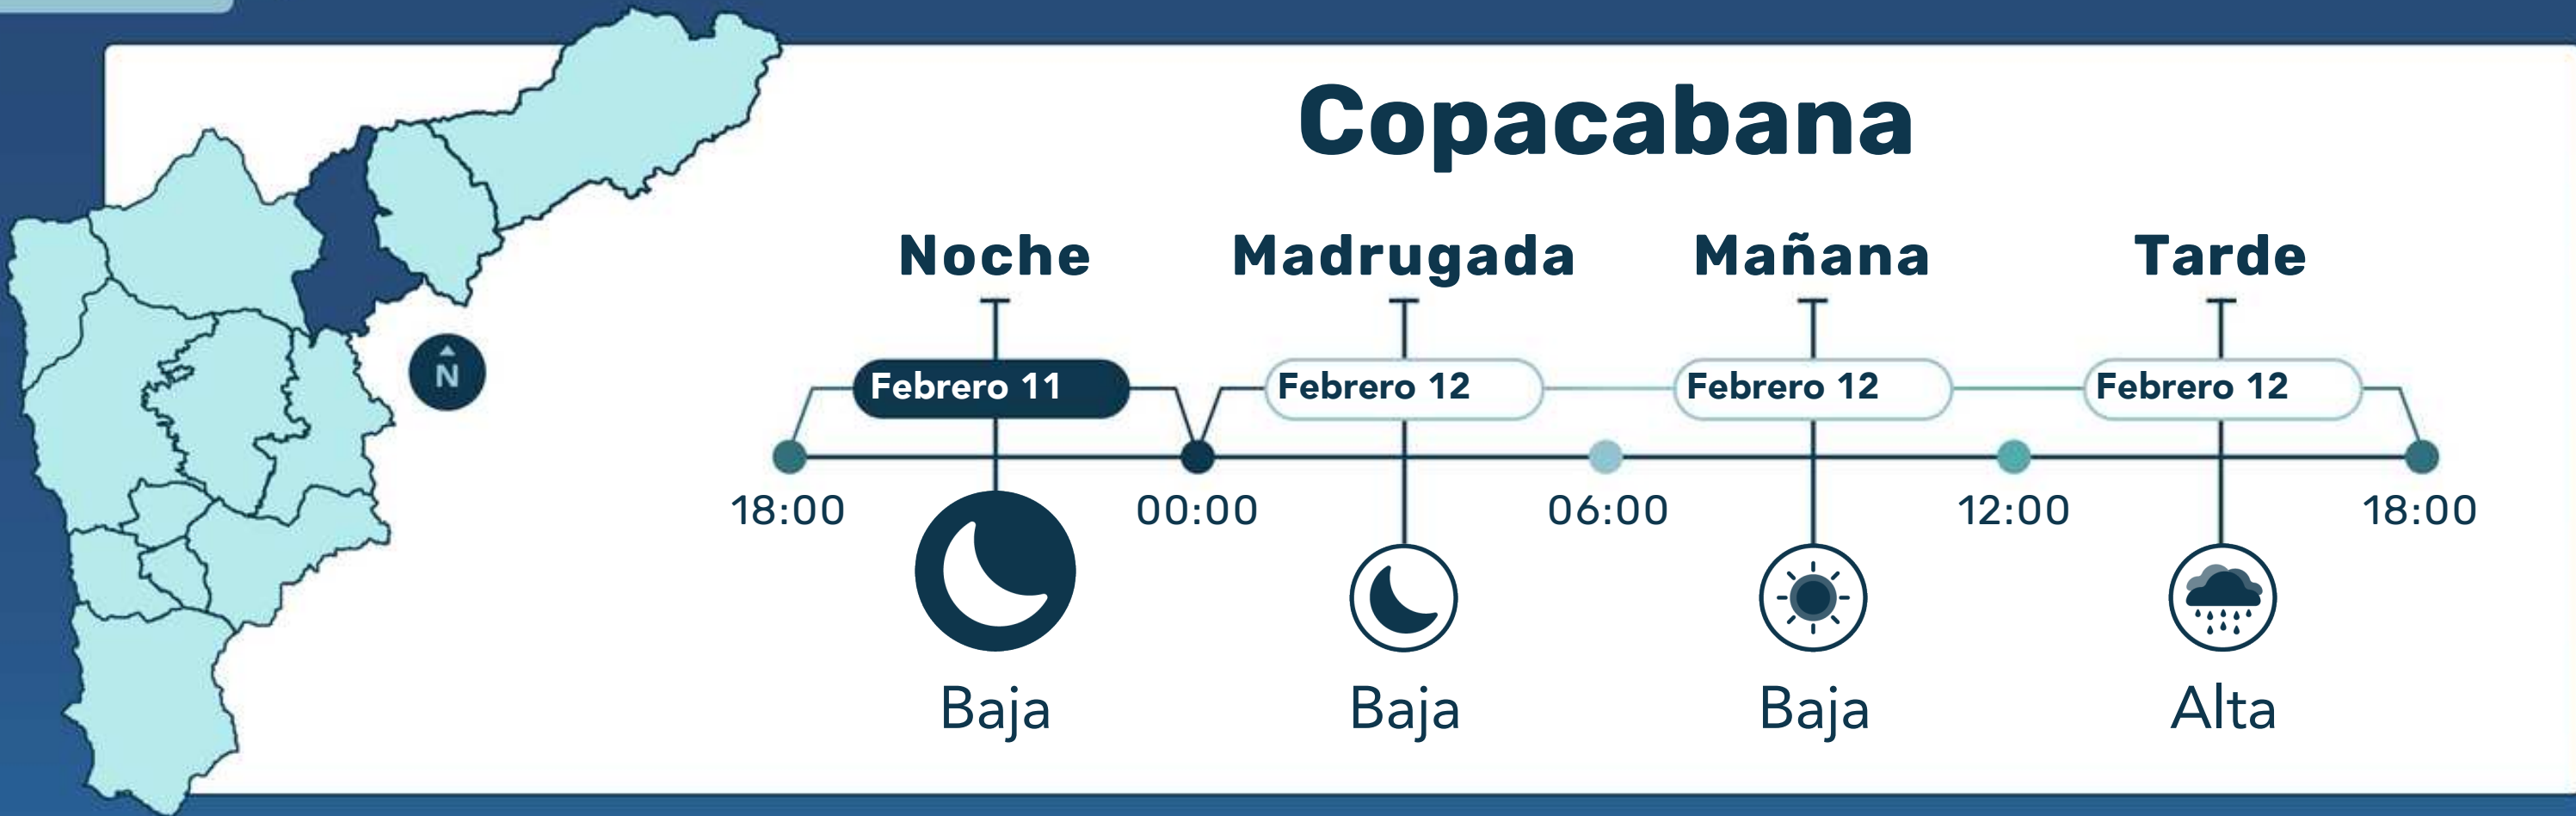 Copacabana
Noche
Madrugada
Mañana
Tarde
Febrero 11
Febrero 12
Febrero 12
Febrero 12
N
18:00
00:00
06:00
12:00
18:00
Baja
Baja
Baja
Alta